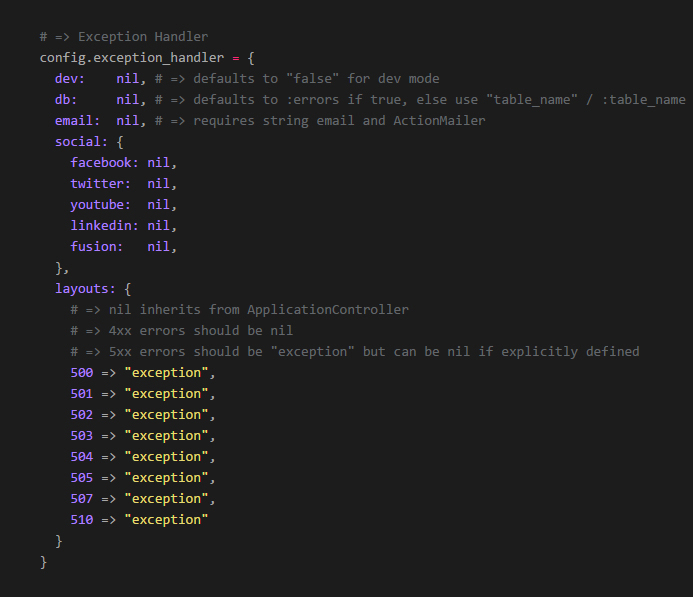 # => Exception Handler
config.exception_handler = {
  dev:    nil, # => defaults to "false" for dev mode
  db:     nil, # => defaults to :errors if true, else use "table_name" / :table_name
  email:  nil, # => requires string email and ActionMailer
  social: {
    facebook: nil,
    twitter:  nil,
    youtube:  nil,
    linkedin: nil,
    fusion:   nil,
  },
  layouts: {
    # => nil inherits from ApplicationController
    # => 4xx errors should be nil
    # => 5xx errors should be "exception" but can be nil if explicitly defined
    500 => "exception",
    501 => "exception",
    502 => "exception",
    503 => "exception",
    504 => "exception",
    505 => "exception",
    507 => "exception",
    510 => "exception"
  }
}